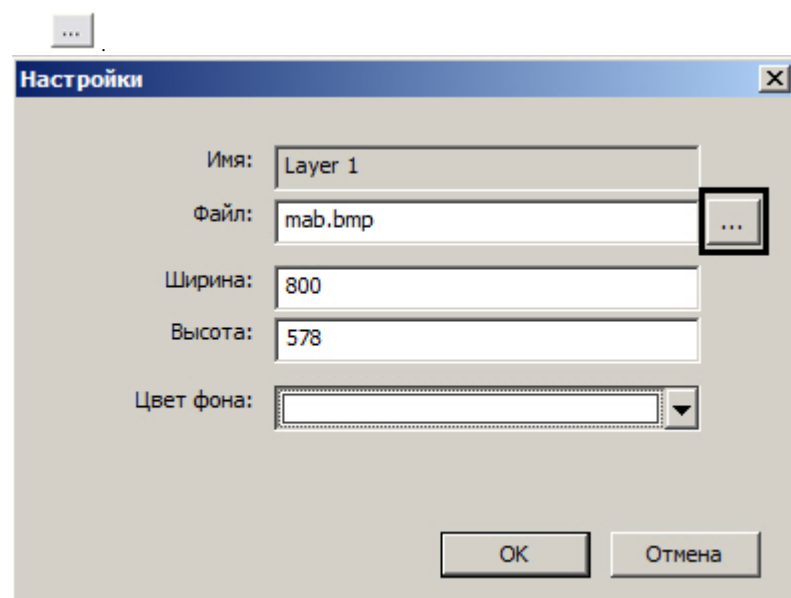 ... .
Настройки
Имя: Layer 1
Файл: mab.bmp ...
Ширина: 800
Высота: 578
Цвет фона:
OK Отмена